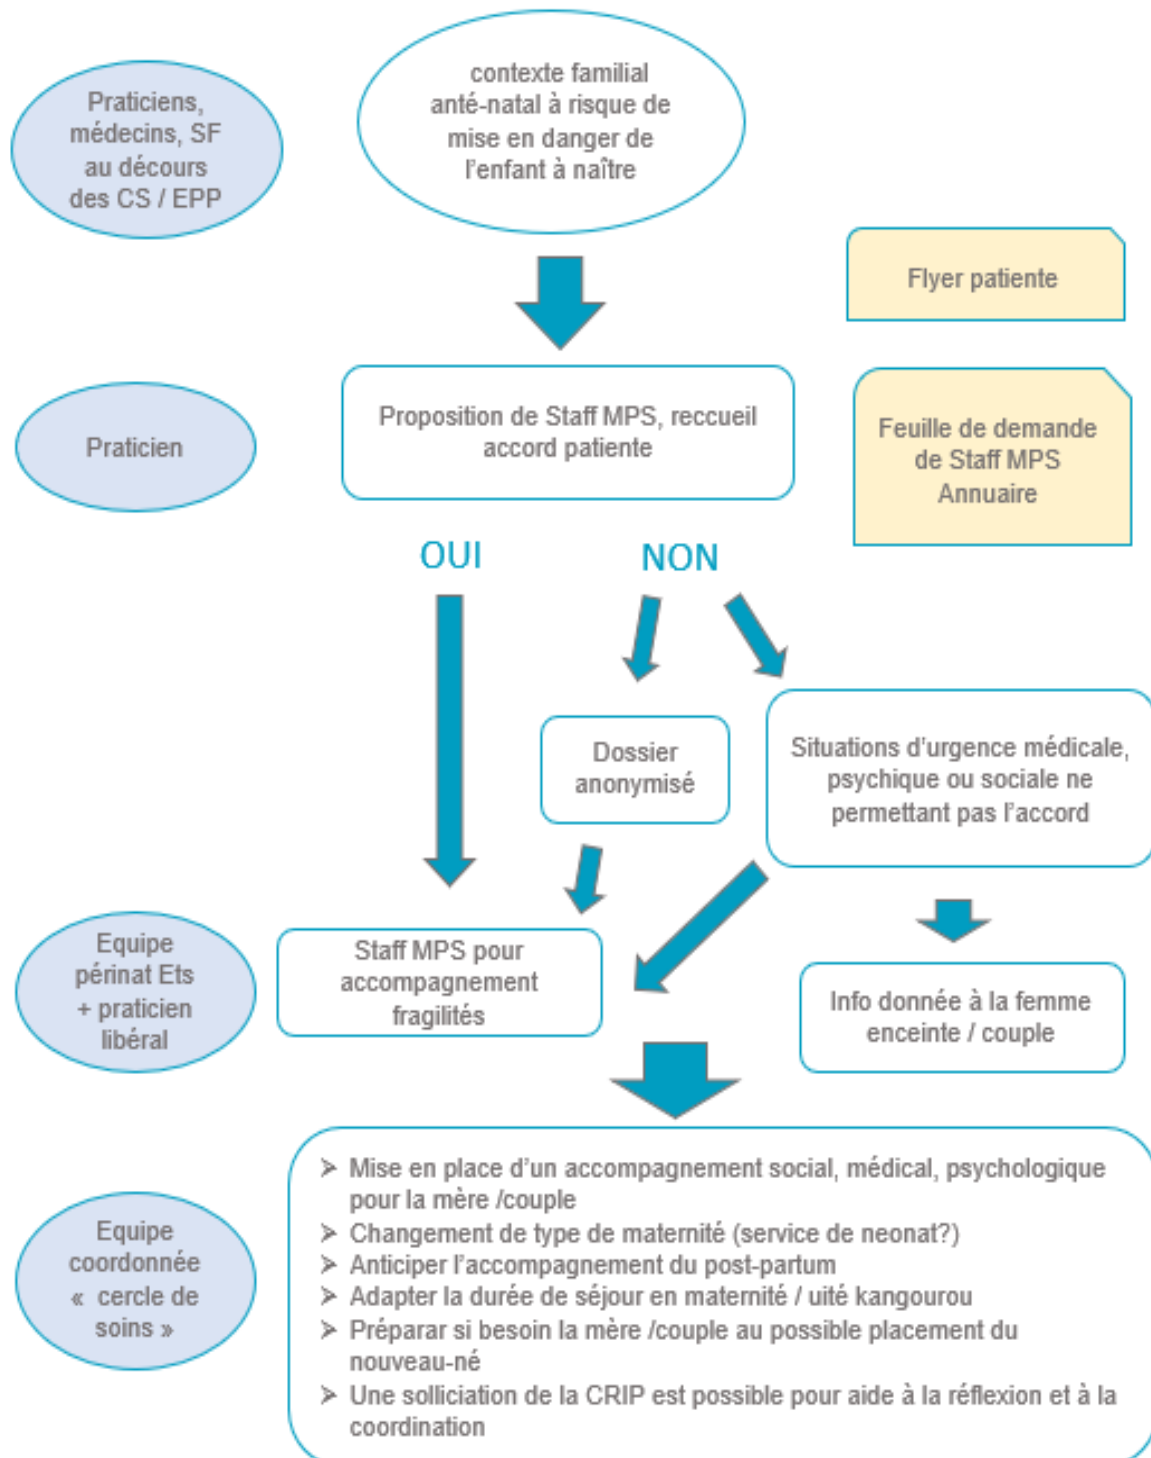 Praticiens,
médecins, SF
au décours
des CS / EPP
contexte familial
anté-natal à risque de
mise en danger de
l'enfant à naître
Flyer patiente
Praticien
Proposition de Staff MPS, reccueil
accord patiente
Feuille de demande
de Staff MPS
Annuaire
OUI
NON
Dossier
anonymisé
Situations d'urgence médicale,
psychique ou sociale ne
permettant pas l'accord
Equipe
périnat Ets
+ praticien
libéral
Staff MPS pour
accompagnement
fragilités
Info donnée à la femme
enceinte / couple
Equipe
coordonnée
« cercle de
soins »
➢ Mise en place d'un accompagnement social, médical, psychologique
pour la mère /couple
➢ Changement de type de maternité (service de neonat?)
➢ Anticiper l'accompagnement du post-partum
➢ Adapter la durée de séjour en maternité / uité kangourou
➢ Préparar si besoin la mère /couple au possible placement du
nouveau-né
➢ Une solliciation de la CRIP est possible pour aide à la réflexion et à la
coordination